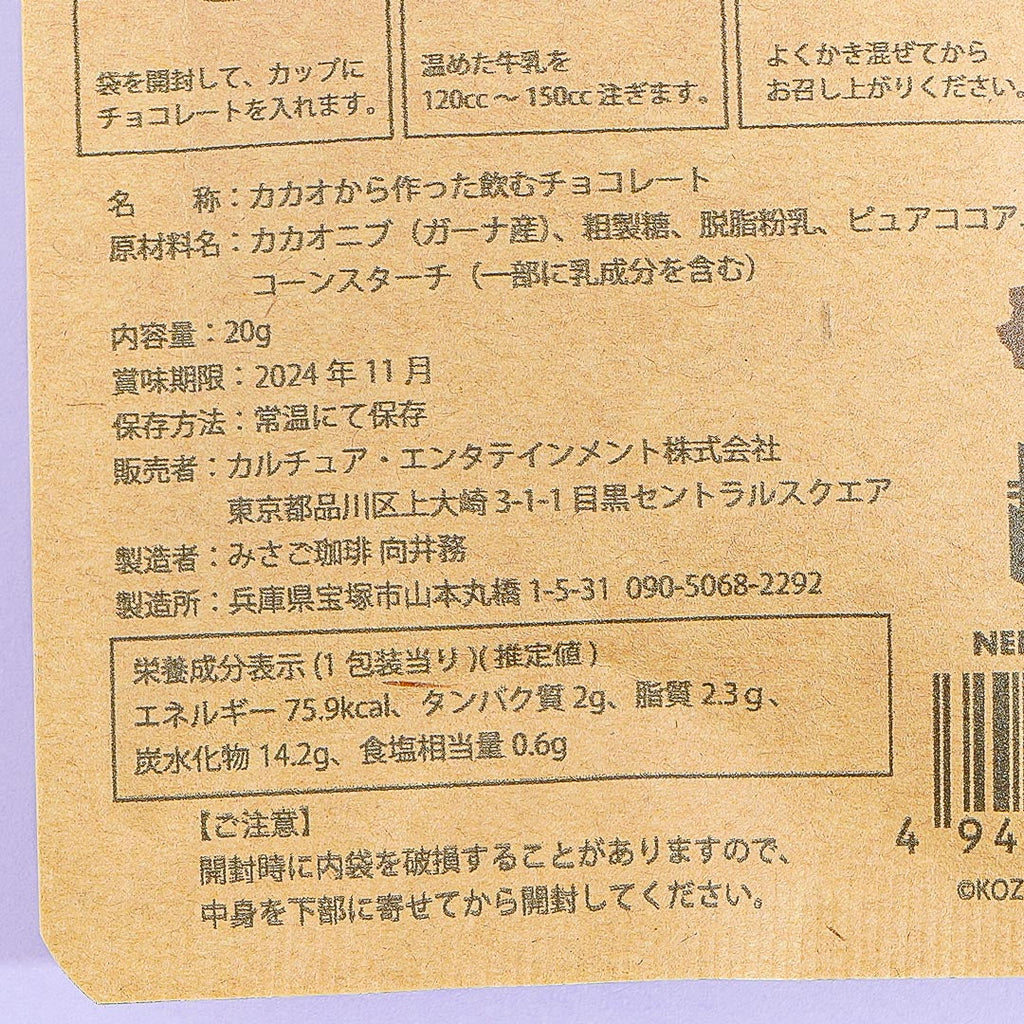 袋を開封して、カップに
チョコレートを入れます。
温めた牛乳を
120cc～150cc 注ぎます。
よくかき混ぜてから
お召し上がりください。
名　　称：カカオから作った飲むチョコレート
原材料名：カカオニブ（ガーナ産）、粗製糖、脱脂粉乳、ピュアココア、
コーンスターチ（一部に乳成分を含む）
内容量：20g
賞味期限：2024 年 11 月
保存方法：常温にて保存
販売者：カルチュア・エンタテインメント株式会社
東京都品川区上大崎 3-1-1 目黒セントラルスクエア
製造者：みさご珈琲 向井務
製造所：兵庫県宝塚市山本丸橋 1-5-31 090-5068-2292
栄養成分表示 (1 包装当り )( 推定値 )
エネルギー 75.9kcal、タンパク質 2g、脂質 2.3g、
炭水化物 14.2g、食塩相当量 0.6g
【ご注意】
開封時に内袋を破損することがありますので、
中身を下部に寄せてから開封してください。
4 94
©KOZ